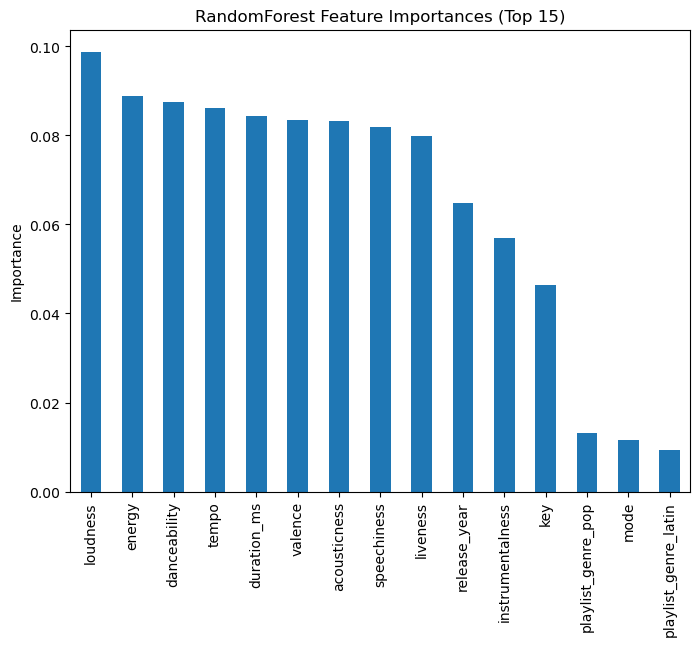 RandomForest Feature Importances (Top 15)
Importance
0.10
0.08
0.06
0.04
0.02
0.00
loudness
energy
danceability
tempo
duration_ms
valence
acousticness
speechiness
liveness
release_year
instrumentalness
key
playlist_genre_pop
mode
playlist_genre_latin